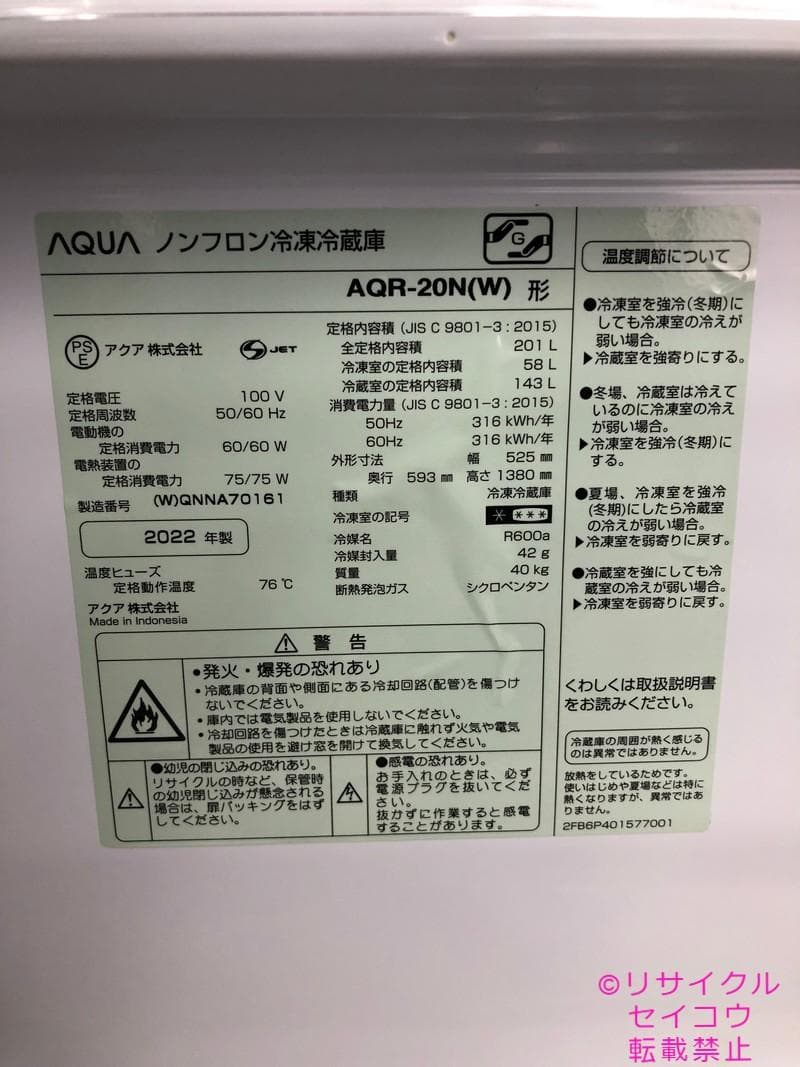 AQUA ノンフロン冷凍冷蔵庫
G
AQR-20N(W) 形
PS
E
アクア 株式会社
S JET
定格電圧 100 V
定格周波数 50/60 Hz
電動機の
定格消費電力 60/60 W
電熱装置の
定格消費電力 75/75 W
製造番号 (W)QNNA70161
2022 年製
温度ヒューズ
定格動作温度 76 ℃
アクア 株式会社
Made in Indonesia
定格内容積 (JIS C 9801-3 : 2015)
全定格内容積 201 L
冷凍室の定格内容積 58 L
冷蔵室の定格内容積 143 L
消費電力量 (JIS C 9801-3 : 2015)
50Hz 316 kWh/年
60Hz 316 kWh/年
外形寸法 幅 525 mm
奥行 593 mm 高さ 1380 mm
種類 冷凍冷蔵庫
冷凍室の記号 * ***
冷媒名 R600a
冷媒封入量 42 g
質量 40 kg
断熱発泡ガス シクロペンタン
警 告
●発火・爆発の恐れあり
・冷蔵庫の背面や側面にある冷却回路(配管)を傷つけ
ないでください。
・庫内では電気製品を使用しないでください。
・冷却回路を傷つけたときは冷蔵庫に触れず火気や電気
製品の使用を避け窓を開けて換気してください。
●幼児の閉じ込みの恐れあり。
リサイクルの時など、保管時
の幼児閉じ込みが懸念される
場合は、扉パッキングをはず
してください。
●感電の恐れあり。
お手入れのときは、必ず
電源プラグを抜いてくだ
さい。
抜かずに作業すると感電
することがあります。
温度調節について
●冷凍室を強冷(冬期)に
しても冷凍室の冷えが
弱い場合。
▶冷蔵室を強寄りにする。
●冬場、冷蔵室は冷えて
いるのに冷凍室の冷え
が弱い場合。
▶冷凍室を強冷(冬期)に
する。
●夏場、冷凍室を強冷
(冬期)にしたら冷蔵室
の冷えが弱い場合。
▶冷凍室を弱寄りに戻す。
●冷蔵室を強にしても冷
蔵室の冷えが弱い場合。
▶冷凍室を弱寄りに戻す。
くわしくは取扱説明書
をお読みください。
冷蔵庫の周囲が熱く感じる
のは異常ではありません。
放熱をしているためです。
使いはじめや夏場などは特に
熱くなりますが、異常ではあ
りません。
2FB6P401577001
©リサイクル
セイコウ
転載禁止